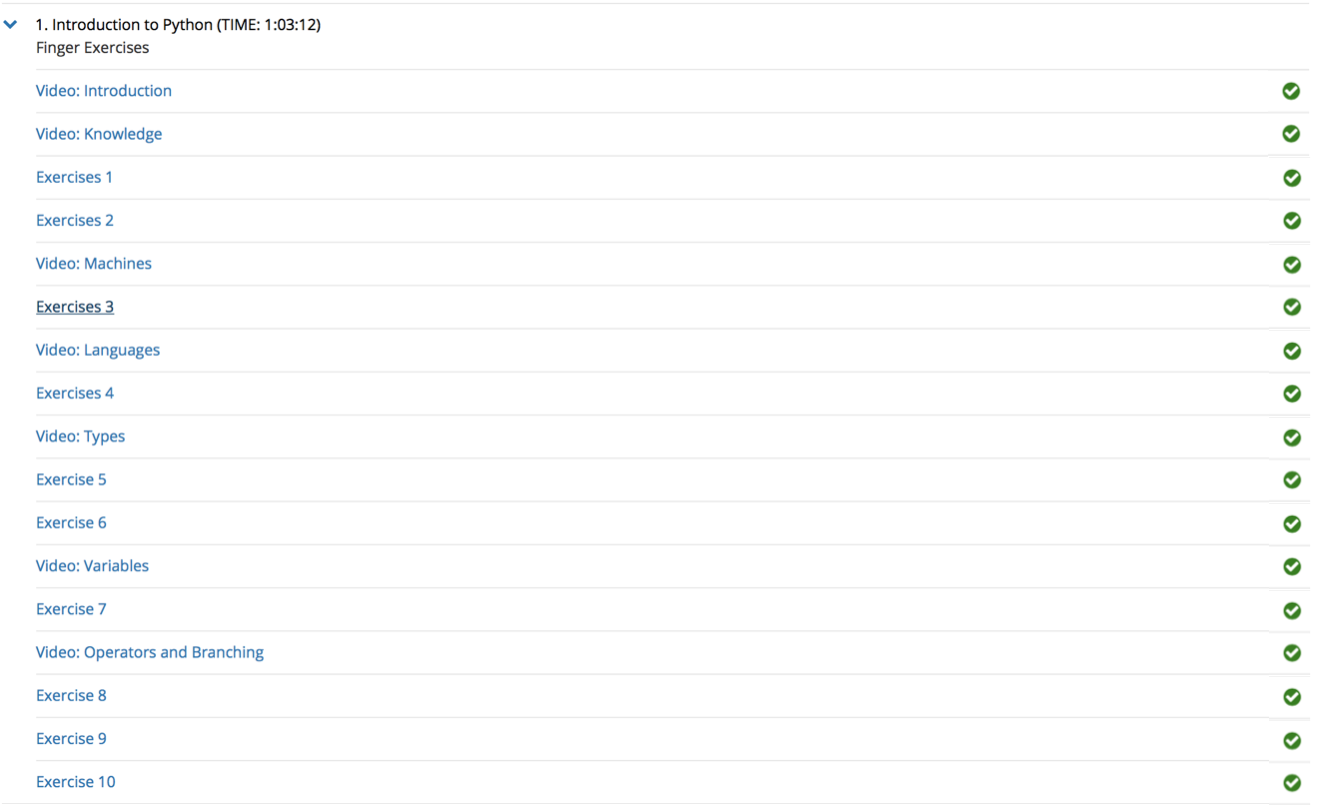 1. Introduction to Python (TIME: 1:03:12)
Finger Exercises
Video: Introduction
Video: Knowledge
Exercises 1
Exercises 2
Video: Machines
Exercises 3
Video: Languages
Exercises 4
Video: Types
Exercise 5
Exercise 6
Video: Variables
Exercise 7
Video: Operators and Branching
Exercise 8
Exercise 9
Exercise 10